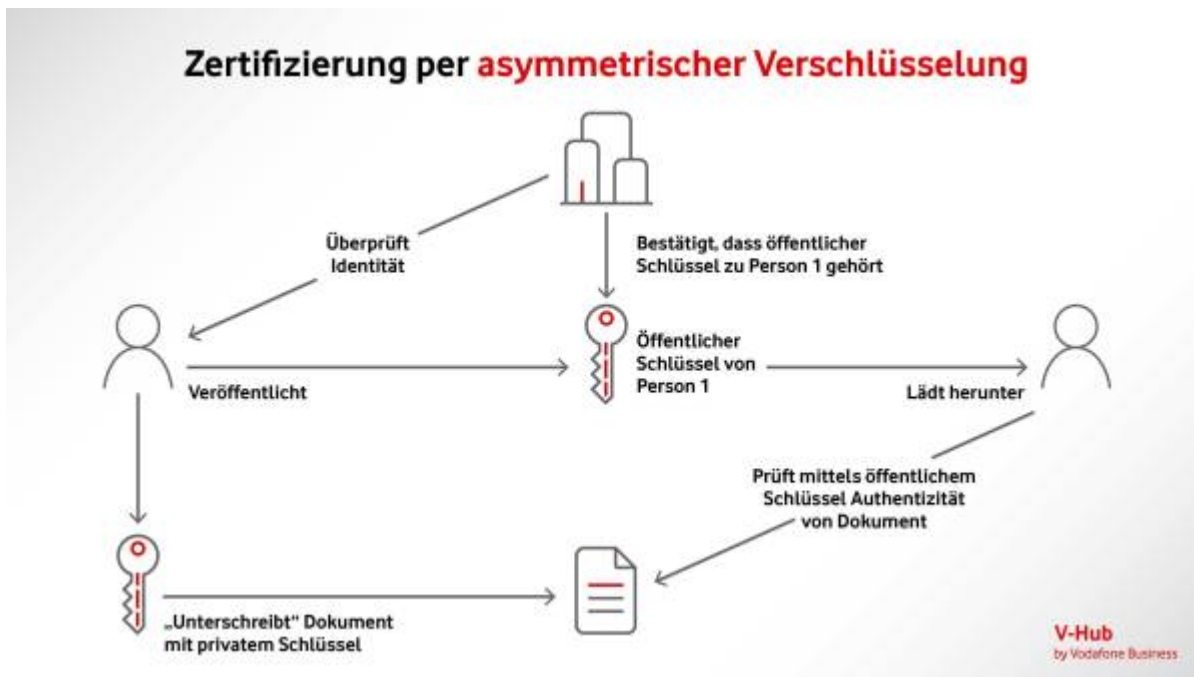 Zertifizierung per asymmetrischer Verschlüsselung
Überprüft
Identität
Bestätigt, dass öffentlicher
Schlüssel zu Person 1 gehört
Veröffentlicht
Öffentlicher
Schlüssel von
Person 1
Lädt herunter
Prüft mittels öffentlichem
Schlüssel Authentizität
von Dokument
„Unterschreibt“ Dokument
mit privatem Schlüssel
V-Hub
by Vodafone Business